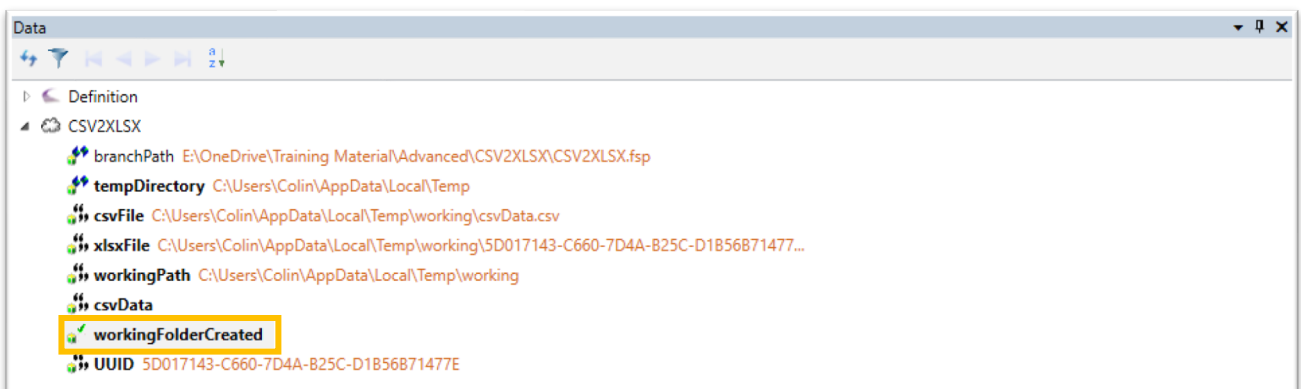 Data
Definition
CSV2XLSX
branchPath E:\OneDrive\Training Material\Advanced\CSV2XLSX\CSV2XLSX.fsp
tempDirectory C:\Users\Colin\AppData\Local\Temp
csvFile C:\Users\Colin\AppData\Local\Temp\working\csvData.csv
xlsxFile C:\Users\Colin\AppData\Local\Temp\working\5D017143-C660-7D4A-B25C-D1B56B71477...
workingPath C:\Users\Colin\AppData\Local\Temp\working
csvData
workingFolderCreated
UUID 5D017143-C660-7D4A-B25C-D1B56B71477E